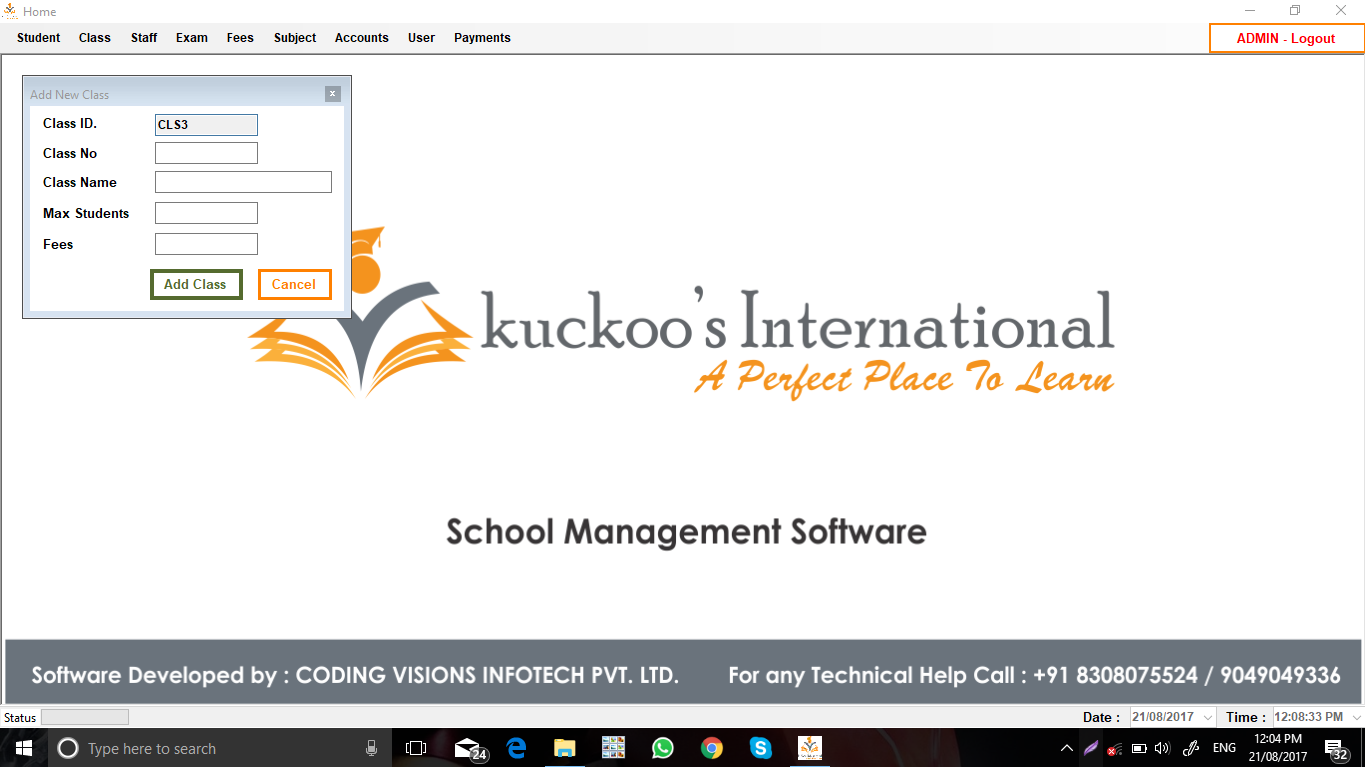 Home
Student Class Staff Exam Fees Subject Accounts User Payments ADMIN - Logout
Add New Class x
Class ID. CLS3
Class No
Class Name
Max Students
Fees
Add Class Cancel
kuckoo's International
A Perfect Place To Learn
School Management Software
Software Developed by : CODING VISIONS INFOTECH PVT. LTD. For any Technical Help Call : +91 8308075524 / 9049049336
Status Date : 21/08/2017 Time : 12:08:33 PM
Type here to search 24 ENG 12:04 PM
21/08/2017 32